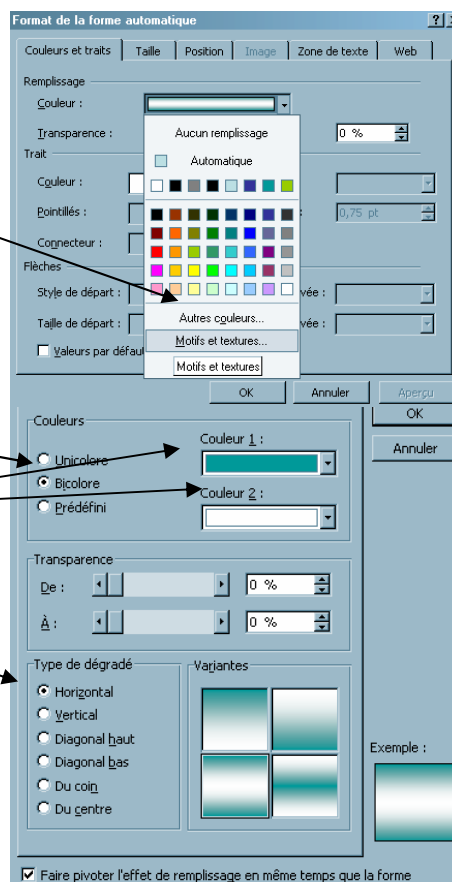 Format de la forme automatique
Couleurs et traits Taille Position Image Zone de texte Web
Remplissage
Couleur :
Transparence : 0 %
Aucun remplissage
Automatique
Trait
Couleur :
Pointillés : 0,75 pt
Connecteur :
Flèches
Style de départ : vée :
Autres couleurs...
Taille de départ : vée :
Motifs et textures...
Valeurs par défaut
Motifs et textures
OK Annuler Aperçu
OK
Annuler
Couleurs
Couleur 1 :
Unicolore
Bicolore
Couleur 2 :
Prédéfini
Transparence
De : 0 %
À : 0 %
Type de dégradé Variantes
Horizontal
Vertical
Diagonal haut
Diagonal bas
Du coin
Du centre
Exemple :
Faire pivoter l'effet de remplissage en même temps que la forme